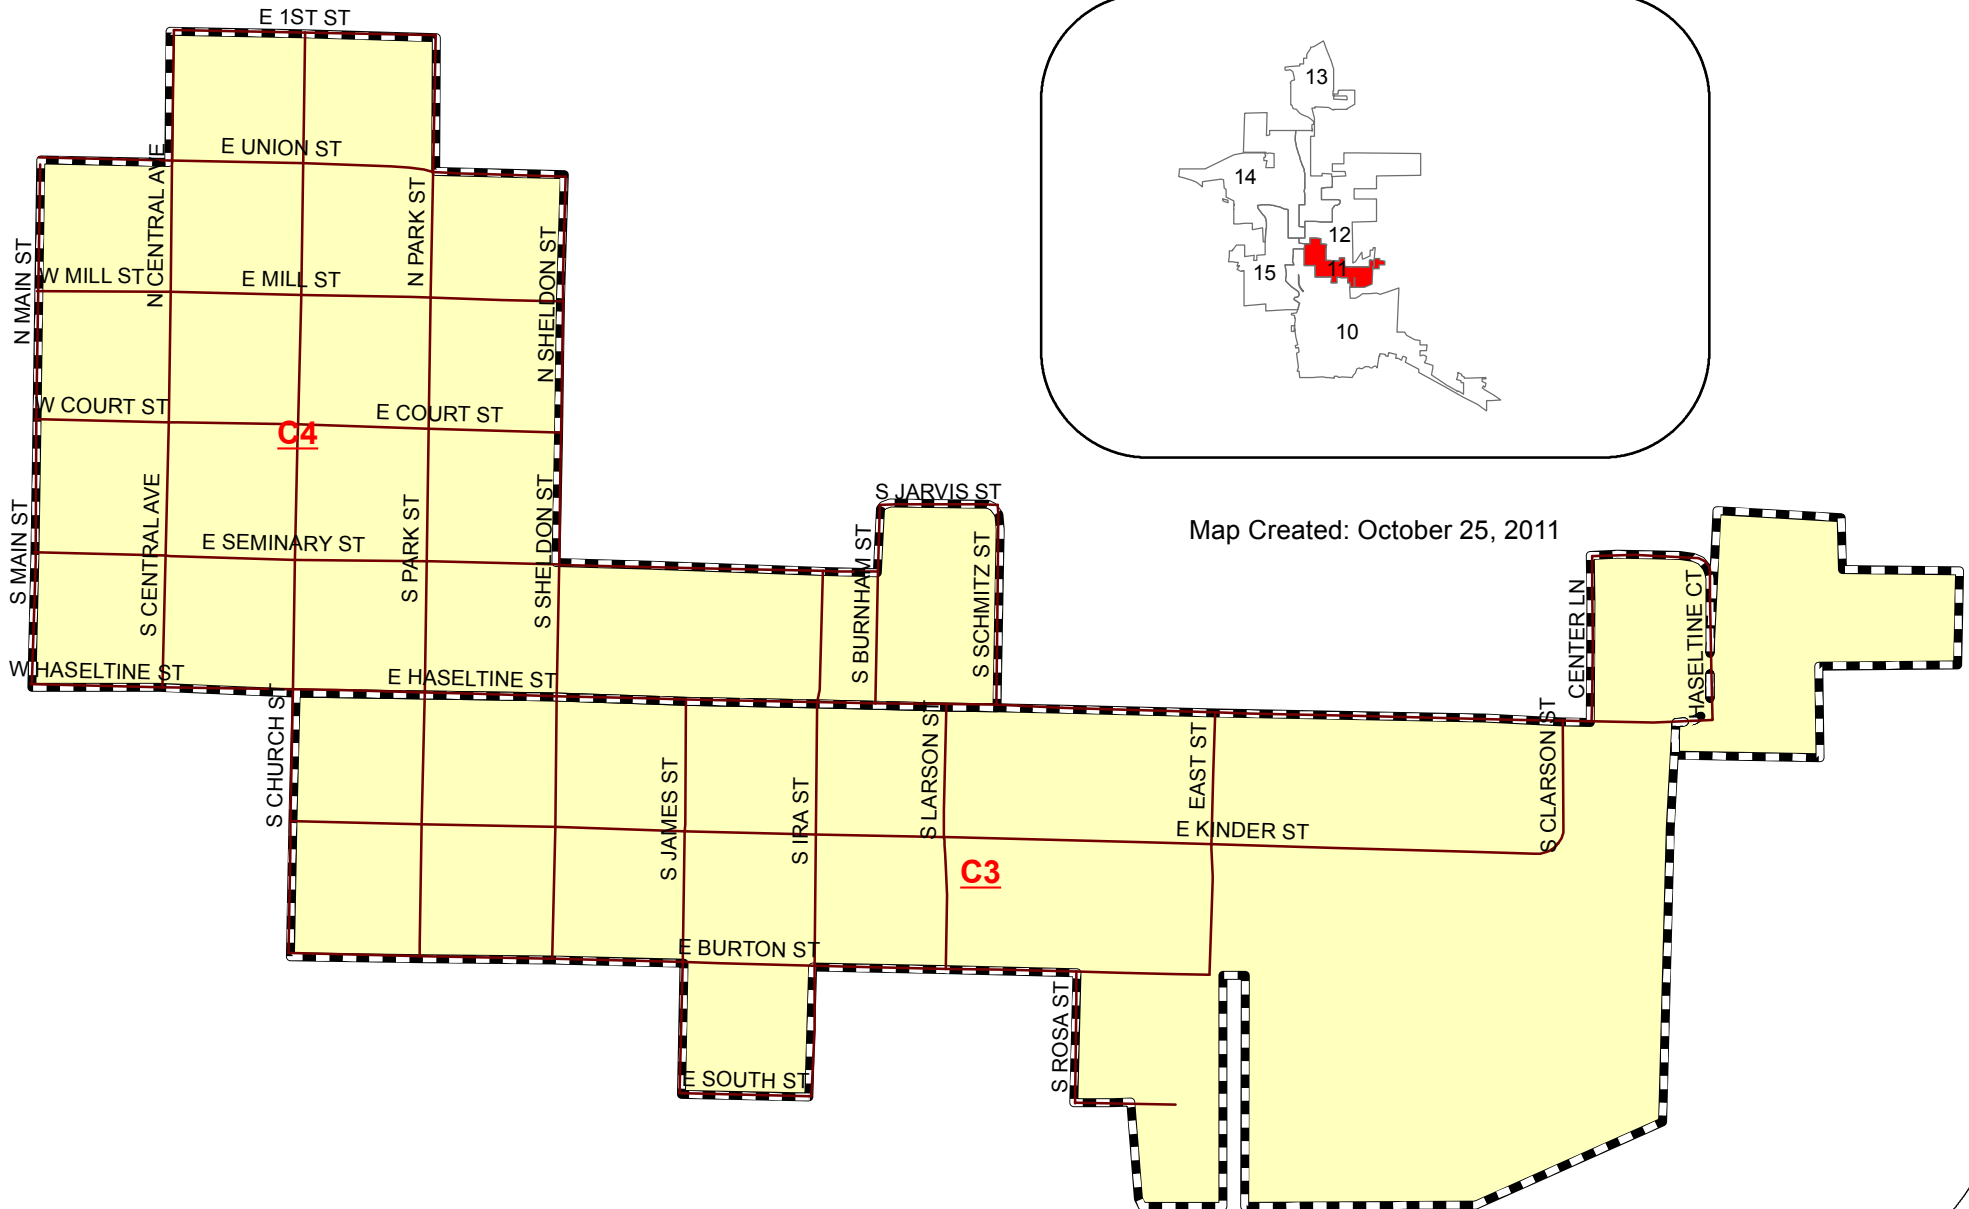 E 1ST ST
E UNION ST
N CENTRAL AVE
N PARK ST
N MAIN ST
N SHELDON ST
W MILL ST
E MILL ST
W COURT ST
E COURT ST
C4
S MAIN ST
S CENTRAL AVE
S PARK ST
S SHELDON ST
E SEMINARY ST
S JARVIS ST
S BURNHAM ST
S SCHMITZ ST
W HASELTINE ST
E HASELTINE ST
13
14
12
11
15
10
Map Created: October 25, 2011
CENTER LN
HASELTINE CT
S CHURCH S
S JAMES ST
S IRA ST
S LARSON S
EAST ST
S CLARSON ST
E KINDER ST
C3
E BURTON ST
S ROSA ST
E SOUTH ST